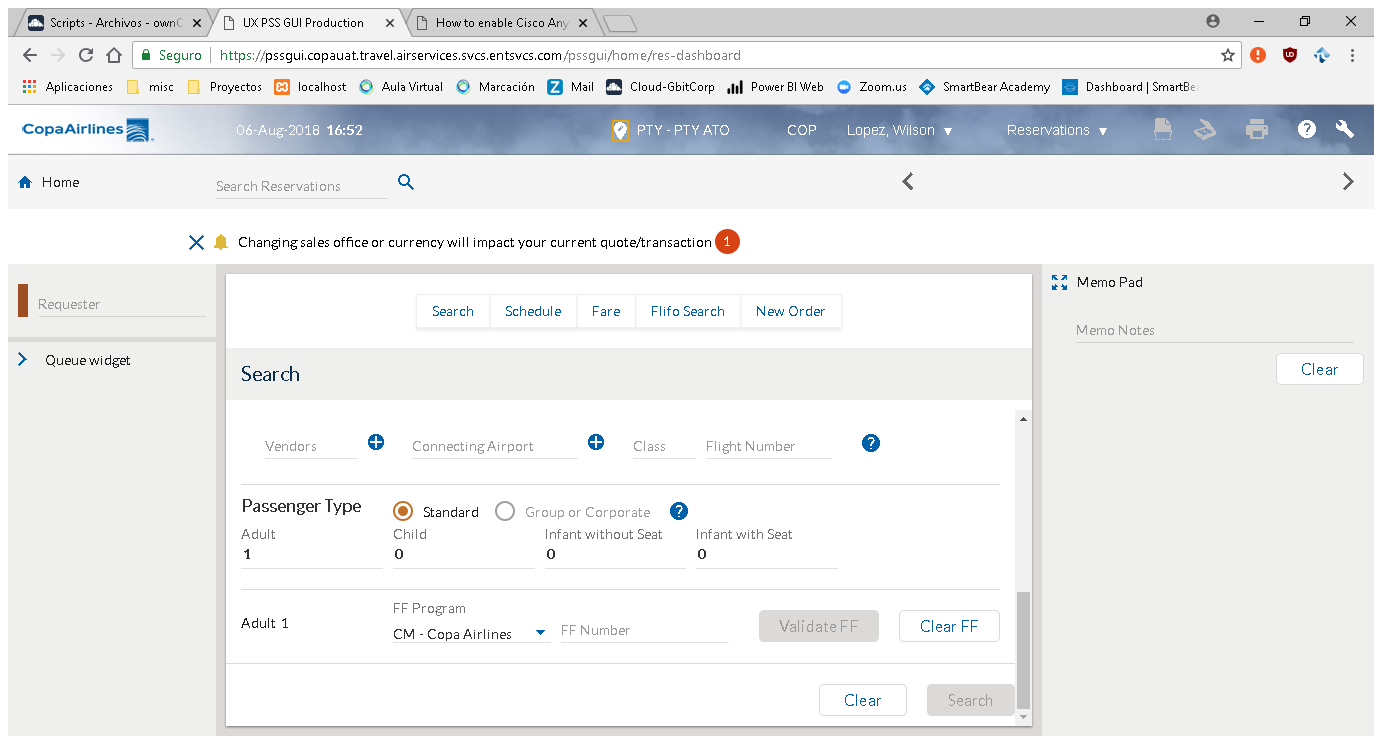 Scripts - Archivos - ownC
UX PSS GUI Production
How to enable Cisco Any
Seguro
https://pssgui.copauat.travel.airservices.svcs.entsvcs.com/pssgui/home/res-dashboard
Aplicaciones misc Proyectos localhost Aula Virtual Marcación Mail Cloud-GbitCorp Power BI Web Zoom.us SmartBear Academy Dashboard | SmartBe
CopaAirlines 06-Aug-2018 16:52 PTY - PTY ATO COP Lopez, Wilson Reservations
Home Search Reservations
Changing sales office or currency will impact your current quote/transaction 1
Requester
Queue widget
Search Schedule Fare Flifo Search New Order
Search
Vendors Connecting Airport Class Flight Number
Passenger Type Standard Group or Corporate
Adult Child Infant without Seat Infant with Seat
1 0 0 0
Adult 1
FF Program
CM - Copa Airlines FF Number Validate FF Clear FF
Clear Search
Memo Pad
Memo Notes
Clear